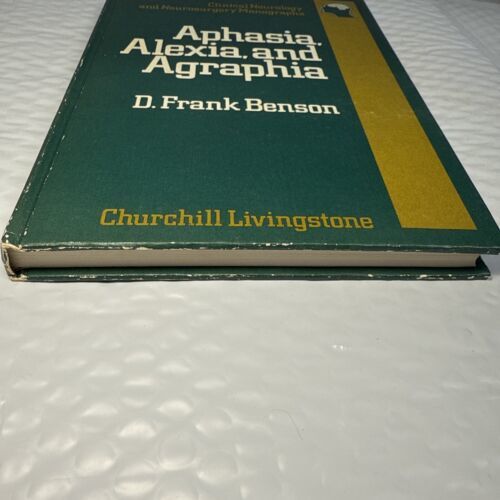 Clinical Neurology
and Neurosurgery Monographs
Aphasia,
Alexia, and
Agraphia
D. Frank Benson
Churchill Livingstone